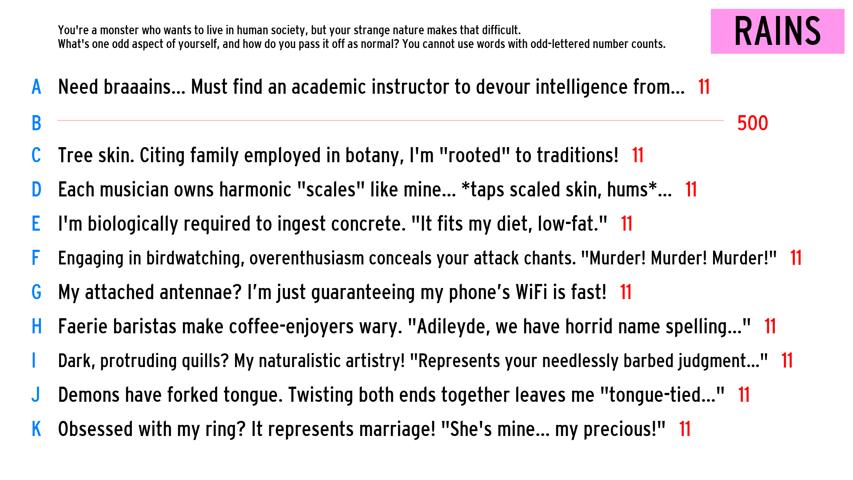 You're a monster who wants to live in human society, but your strange nature makes that difficult.
What's one odd aspect of yourself, and how do you pass it off as normal? You cannot use words with odd-lettered number counts.
RAINS
A Need braaains... Must find an academic instructor to devour intelligence from... 11
B 500
C Tree skin. Citing family employed in botany, I'm "rooted" to traditions! 11
D Each musician owns harmonic "scales" like mine... *taps scaled skin, hums*... 11
E I'm biologically required to ingest concrete. "It fits my diet, low-fat." 11
F Engaging in birdwatching, overenthusiasm conceals your attack chants. "Murder! Murder! Murder!" 11
G My attached antennae? I'm just guaranteeing my phone's WiFi is fast! 11
H Faerie baristas make coffee-enjoyers wary. "Adileyde, we have horrid name spelling..." 11
I Dark, protruding quills? My naturalistic artistry! "Represents your needlessly barbed judgment..." 11
J Demons have forked tongue. Twisting both ends together leaves me "tongue-tied..." 11
K Obsessed with my ring? It represents marriage! "She's mine... my precious!" 11